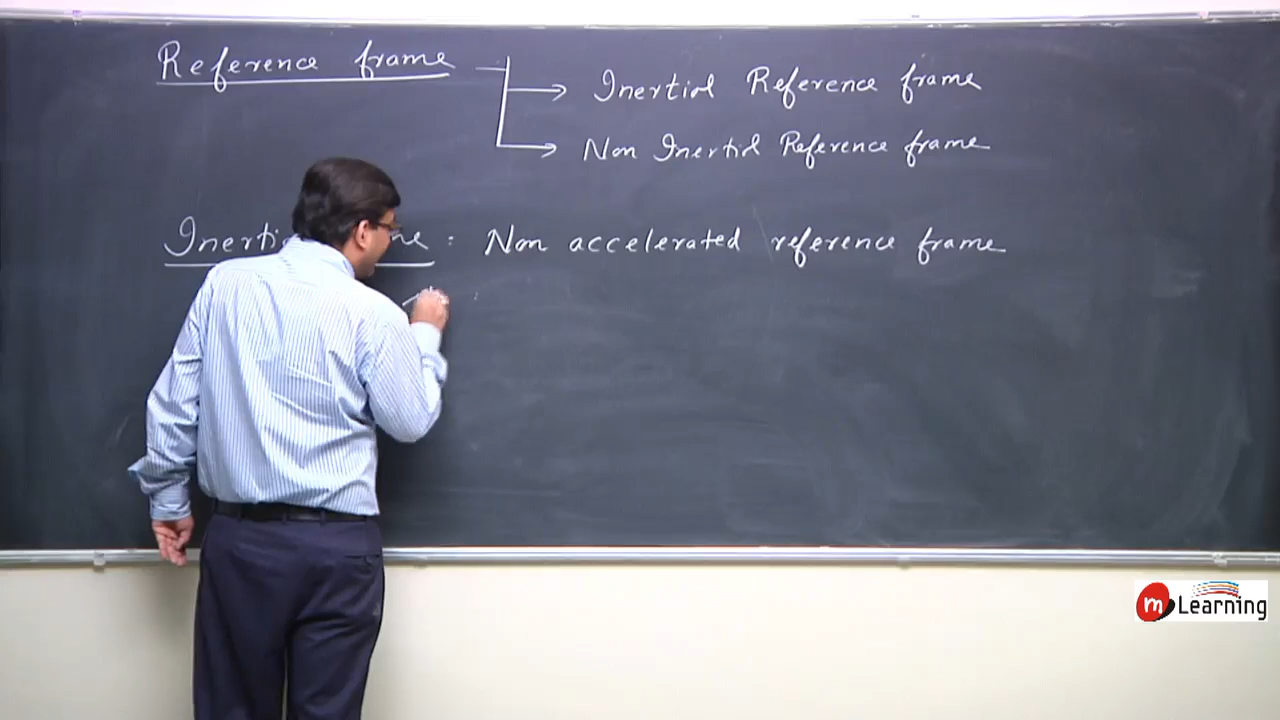 Reference frame
Inertial Reference frame
Non Inertial Reference frame
: Non accelerated reference frame
m Learning